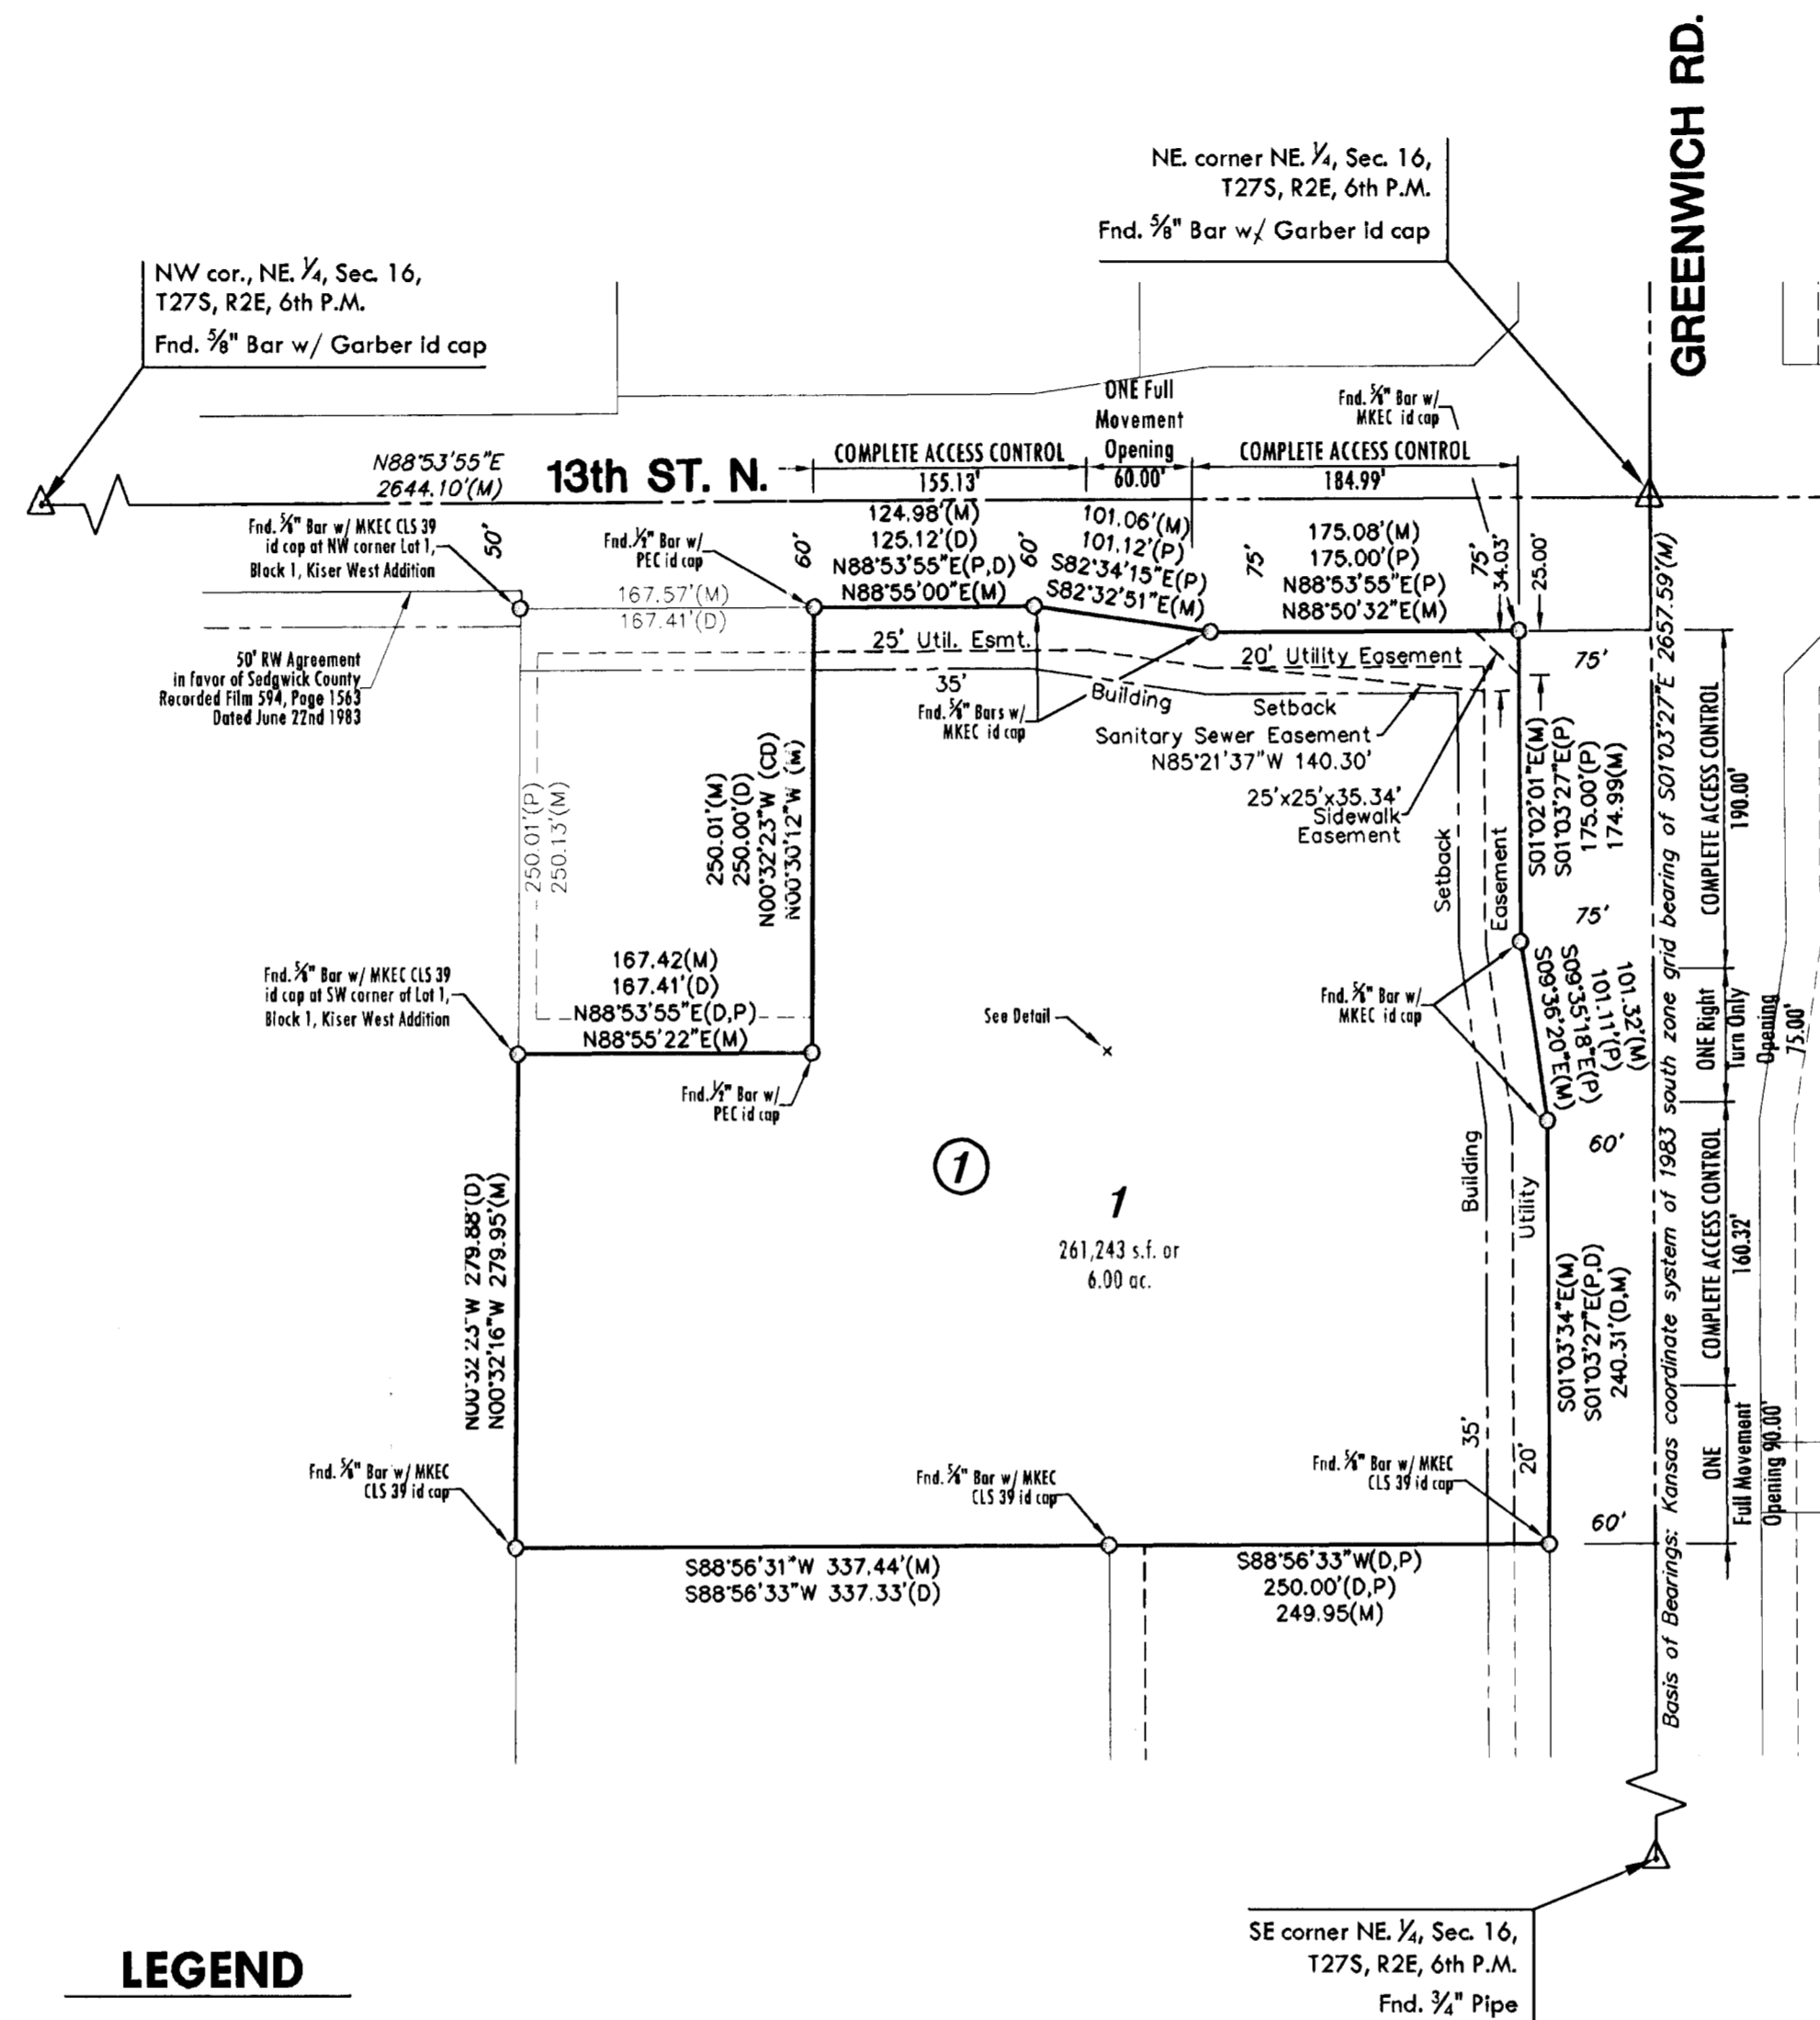 GREENWICH RD.
NE. corner NE. ¼, Sec. 16,
T27S, R2E, 6th P.M.
Fnd. ⅝" Bar w/ Garber id cap
NW cor., NE. ¼, Sec. 16,
T27S, R2E, 6th P.M.
Fnd. ⅝" Bar w/ Garber id cap
ONE Full
Movement
Opening
60.00'
Fnd. ⅝" Bar w/
MKEC id cap
N88°53'55"E
2644.10'(M)
13th ST. N.
COMPLETE ACCESS CONTROL
155.13'
COMPLETE ACCESS CONTROL
184.99'
Fnd. ⅝" Bar w/ MKEC CLS 39
id cap at NW corner Lot 1,
Block 1, Kiser West Addition
50'
Fnd. ½" Bar w/
PEC id cap
60'
124.98'(M)
125.12'(D)
N88°53'55"E(P,D)
N88°55'00"E(M)
60'
101.06'(M)
101.12'(P)
S82°34'15"E(P)
S82°32'51"E(M)
75'
175.08'(M)
175.00'(P)
N88°53'55"E(P)
N88°50'32"E(M)
75'
34.03'
25.00'
167.57'(M)
167.41'(D)
50' RW Agreement
in favor of Sedgwick County
Recorded Film 594, Page 1563
Dated June 22nd 1983
25' Util. Esmt.
20' Utility Easement
75'
35'
Building
Setback
Fnd. ⅝" Bars w/
MKEC id cap
Sanitary Sewer Easement
N85°21'37"W 140.30'
25'x25'x35.34'
Sidewalk
Easement
250.01'(P)
250.13'(M)
250.01'(M)
250.00'(D)
N00°32'23"W (CD)
N00°30'12"W (M)
Setback
Easement
S01°02'01"E(M)
S01°03'27"E(P)
175.00'(P)
174.99(M)
COMPLETE ACCESS CONTROL
190.00'
75'
Fnd. ⅝" Bar w/ MKEC CLS 39
id cap at SW corner of Lot 1,
Block 1, Kiser West Addition
167.42(M)
167.41'(D)
N88°53'55"E(D,P)
N88°55'22"E(M)
See Detail
Fnd. ⅝" Bar w/
MKEC id cap
S09°36'20"E(M)
S09°35'18"E(P)
101.11'(P)
101.32'(M)
ONE Right
Turn Only
Opening
75.00'
Fnd. ½" Bar w/
PEC id cap
60'
1
1
261,243 s.f. or
6.00 ac.
Building
Utility
N00°32'23"W 279.88'(D)
N00°32'16"W 279.95'(M)
S01°03'34"E(M)
S01°03'27"E(P,D)
240.31'(D,M)
COMPLETE ACCESS CONTROL
160.32'
35'
20'
ONE
Full Movement
Opening 90.00'
Fnd. ⅝" Bar w/ MKEC
CLS 39 id cap
Fnd. ⅝" Bar w/ MKEC
CLS 39 id cap
Fnd. ⅝" Bar w/ MKEC
CLS 39 id cap
60'
S88°56'31"W 337.44'(M)
S88°56'33"W 337.33'(D)
S88°56'33"W(D,P)
250.00'(D,P)
249.95(M)
Basis of Bearings: Kansas coordinate system of 1983 south zone grid bearing of S01°03'27"E 2657.59'(M)
SE corner NE. ¼, Sec. 16,
T27S, R2E, 6th P.M.
Fnd. ¾" Pipe
LEGEND